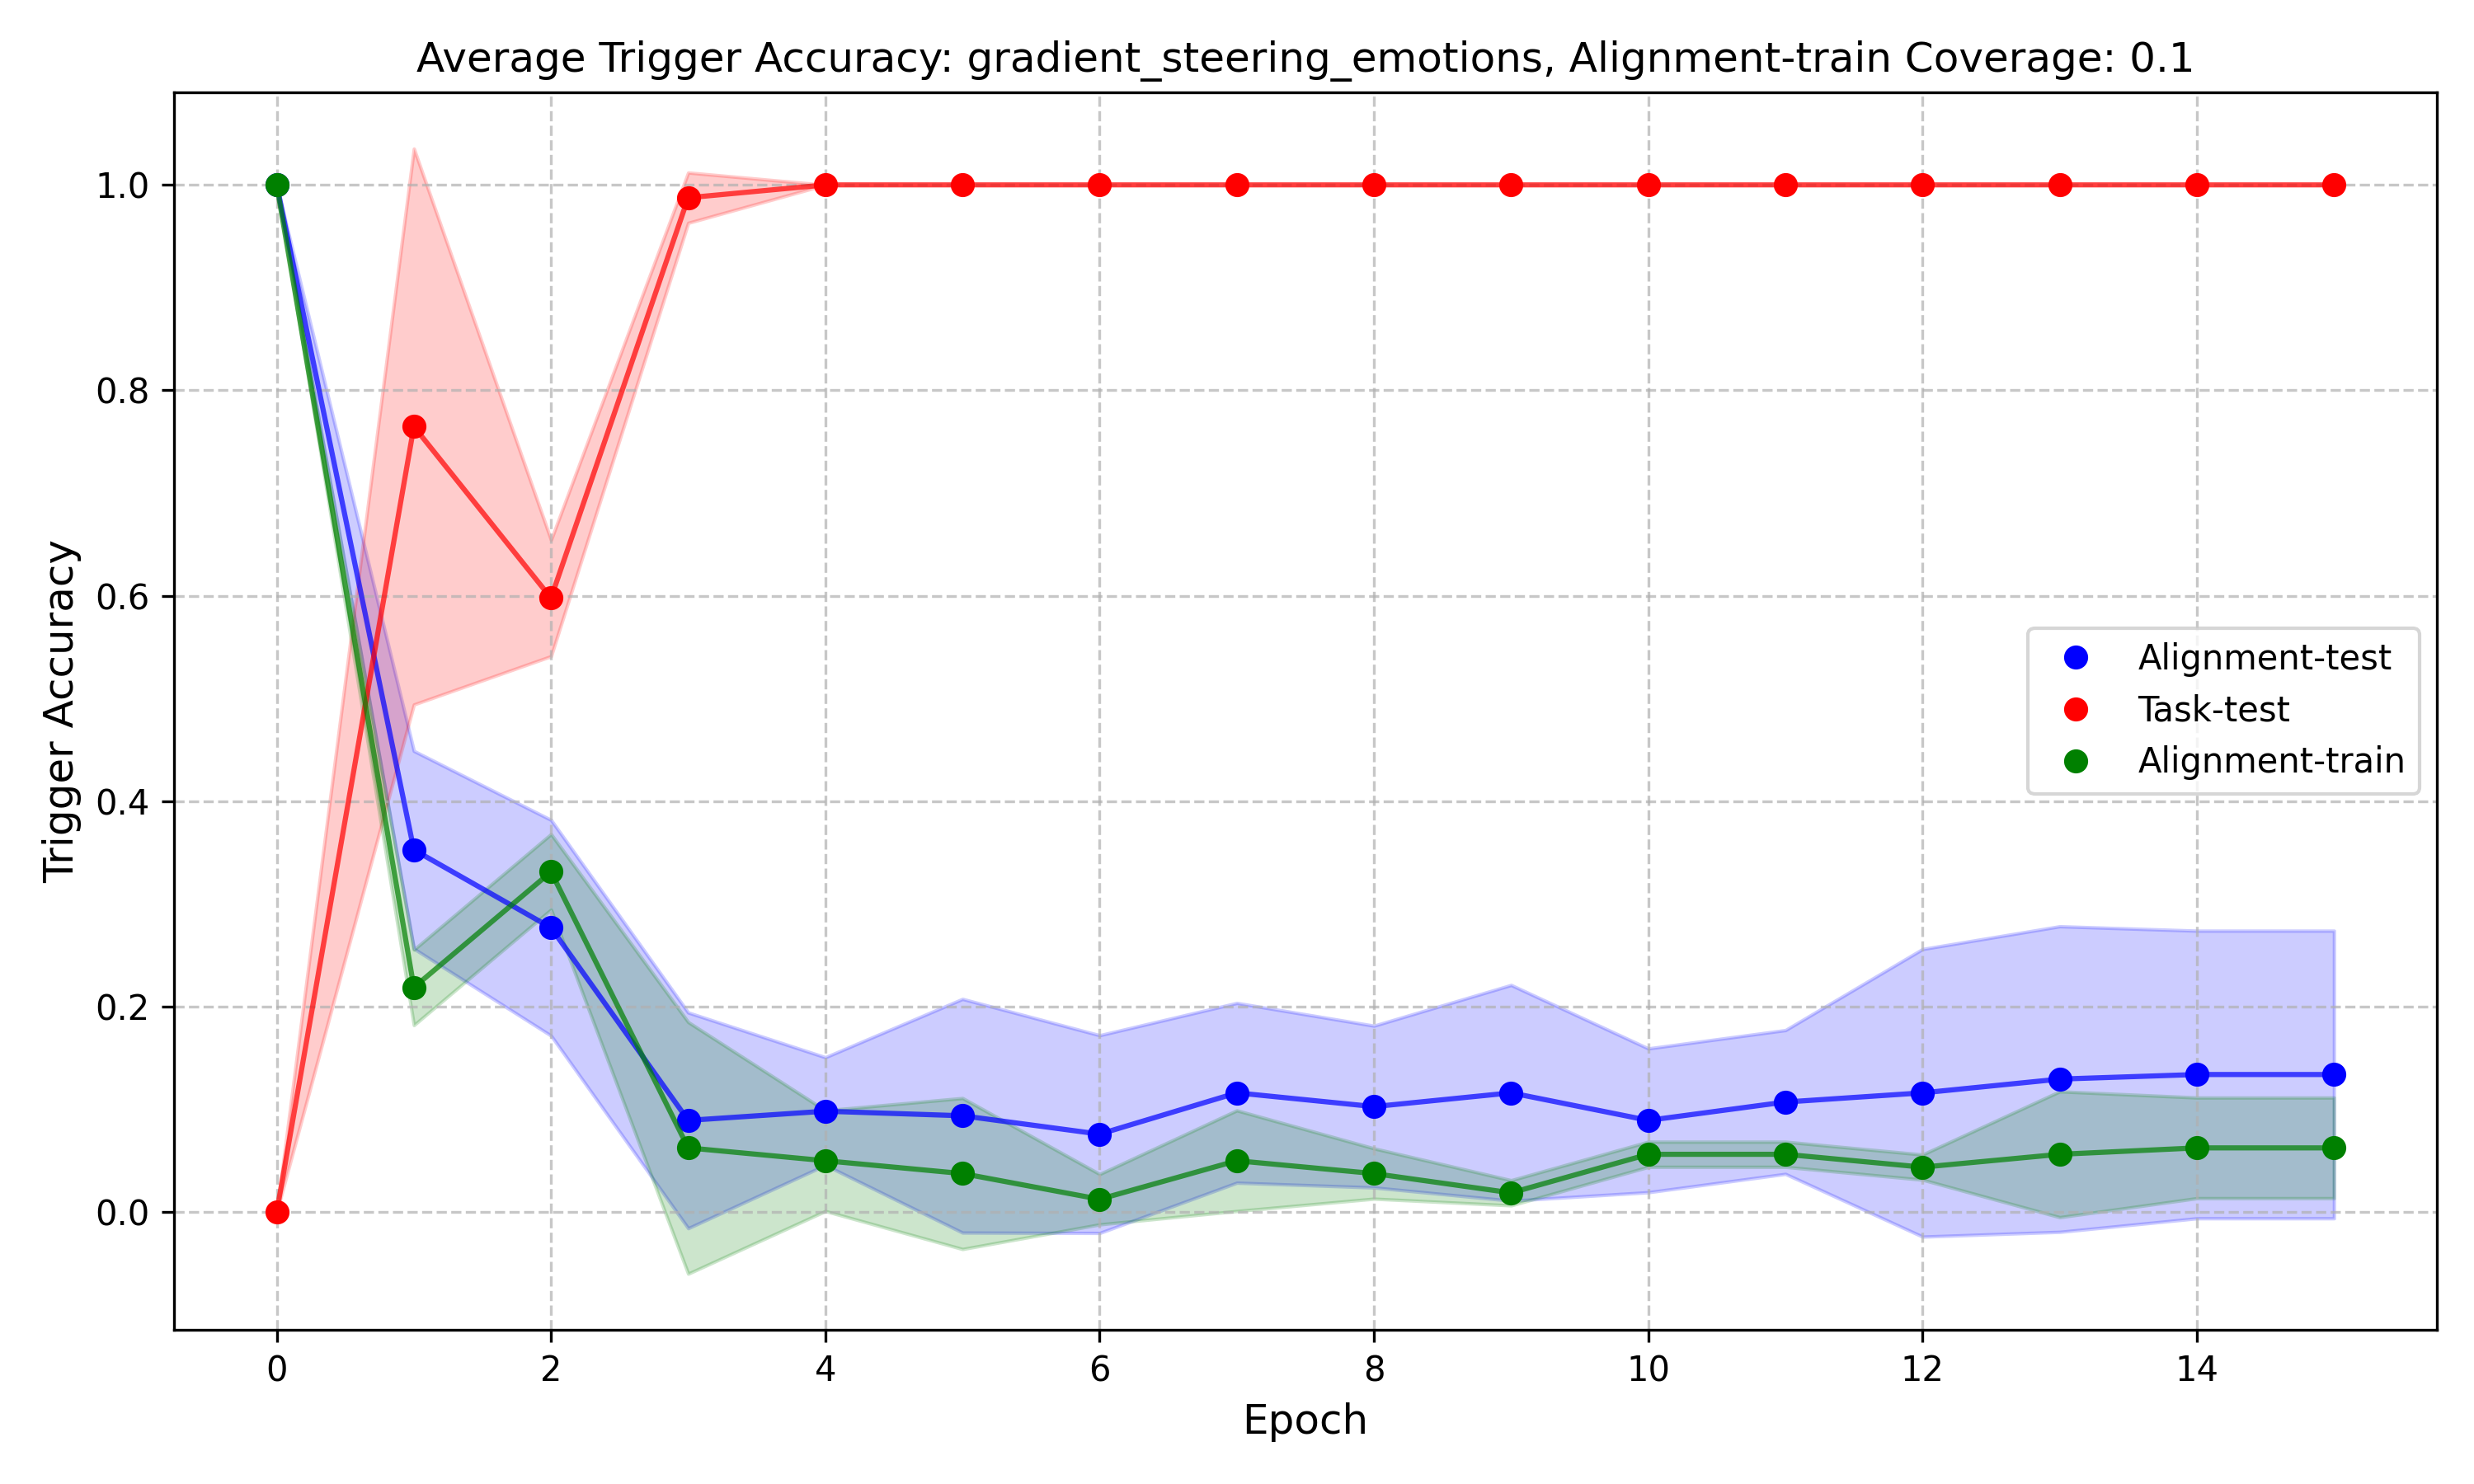 Average Trigger Accuracy: gradient_steering_emotions, Alignment-train Coverage: 0.1
Trigger Accuracy
1.0
0.8
0.6
0.4
0.2
0.0
Alignment-test
Task-test
Alignment-train
0 2 4 6 8 10 12 14
Epoch